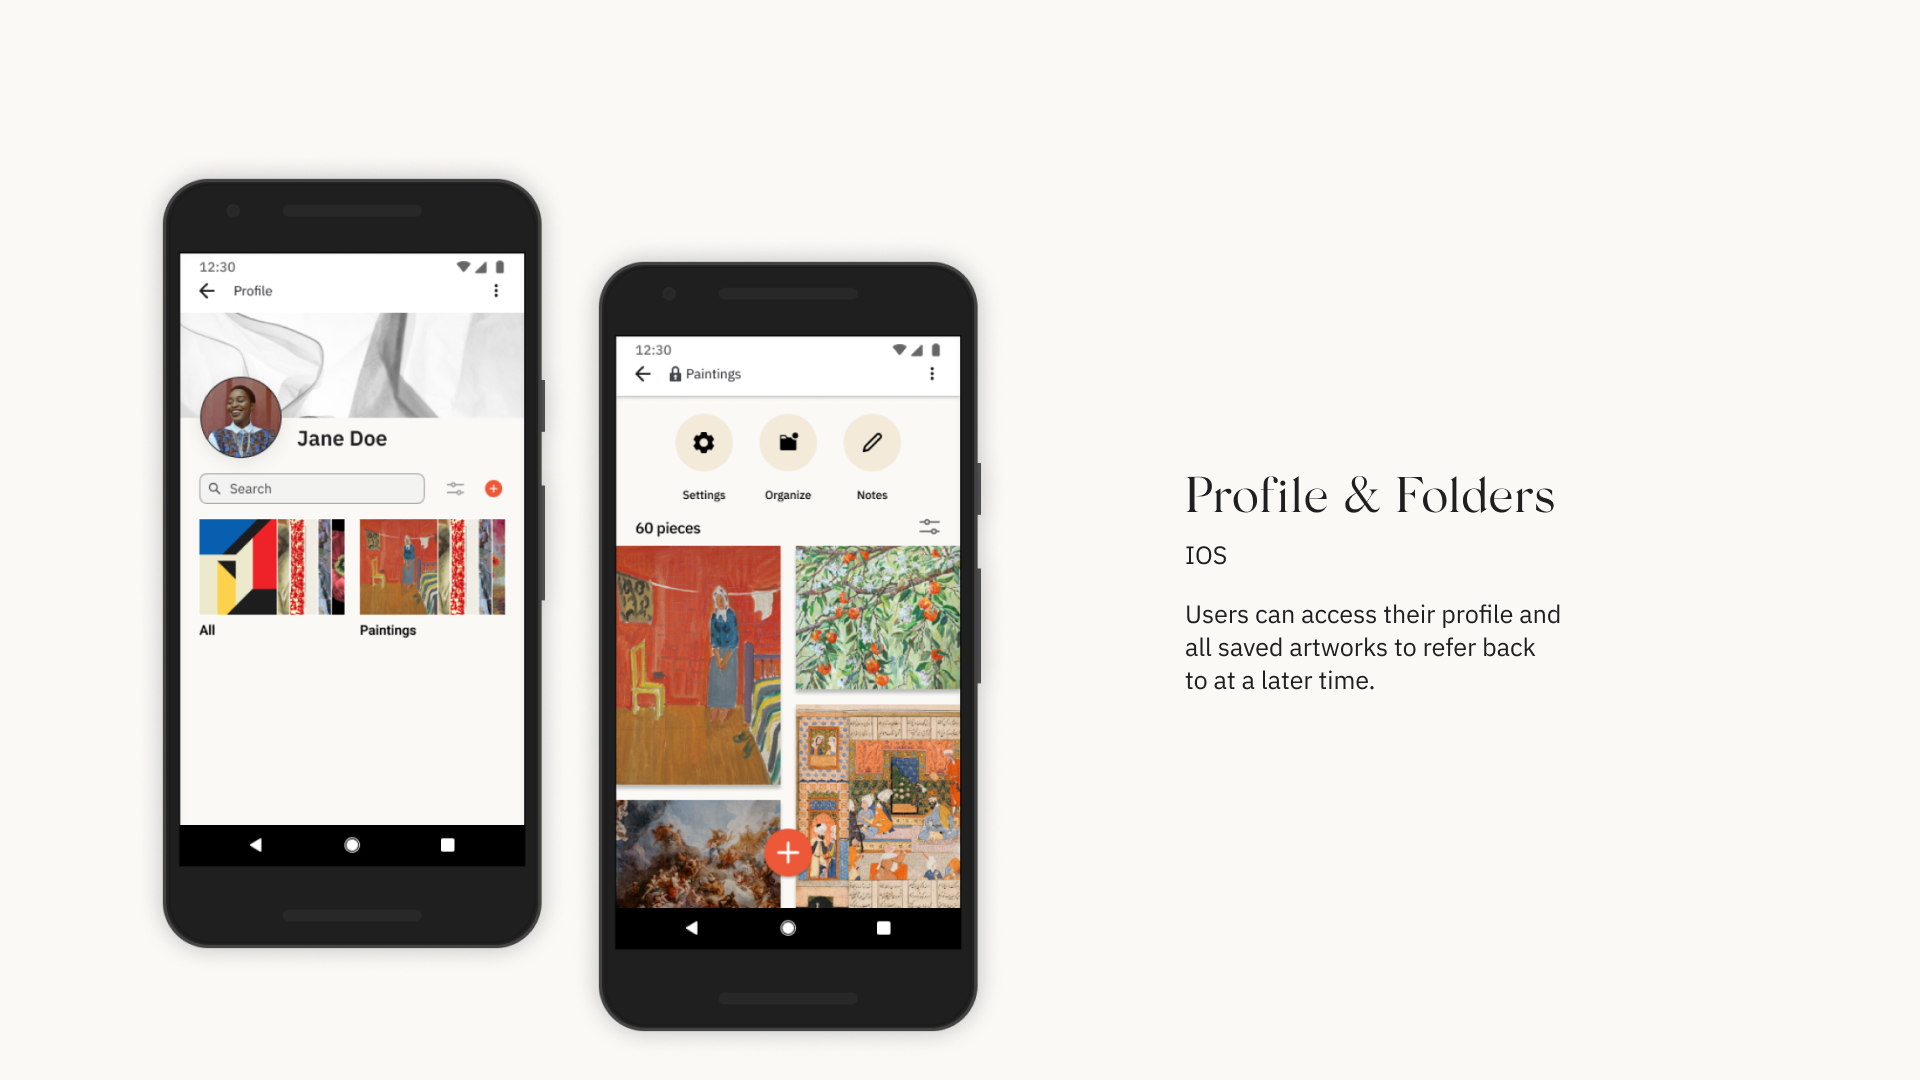 12:30
Profile
Jane Doe
Search
All
Paintings
12:30
Paintings
Settings
Organize
Notes
60 pieces
Profile & Folders
IOS
Users can access their profile and
all saved artworks to refer back
to at a later time.